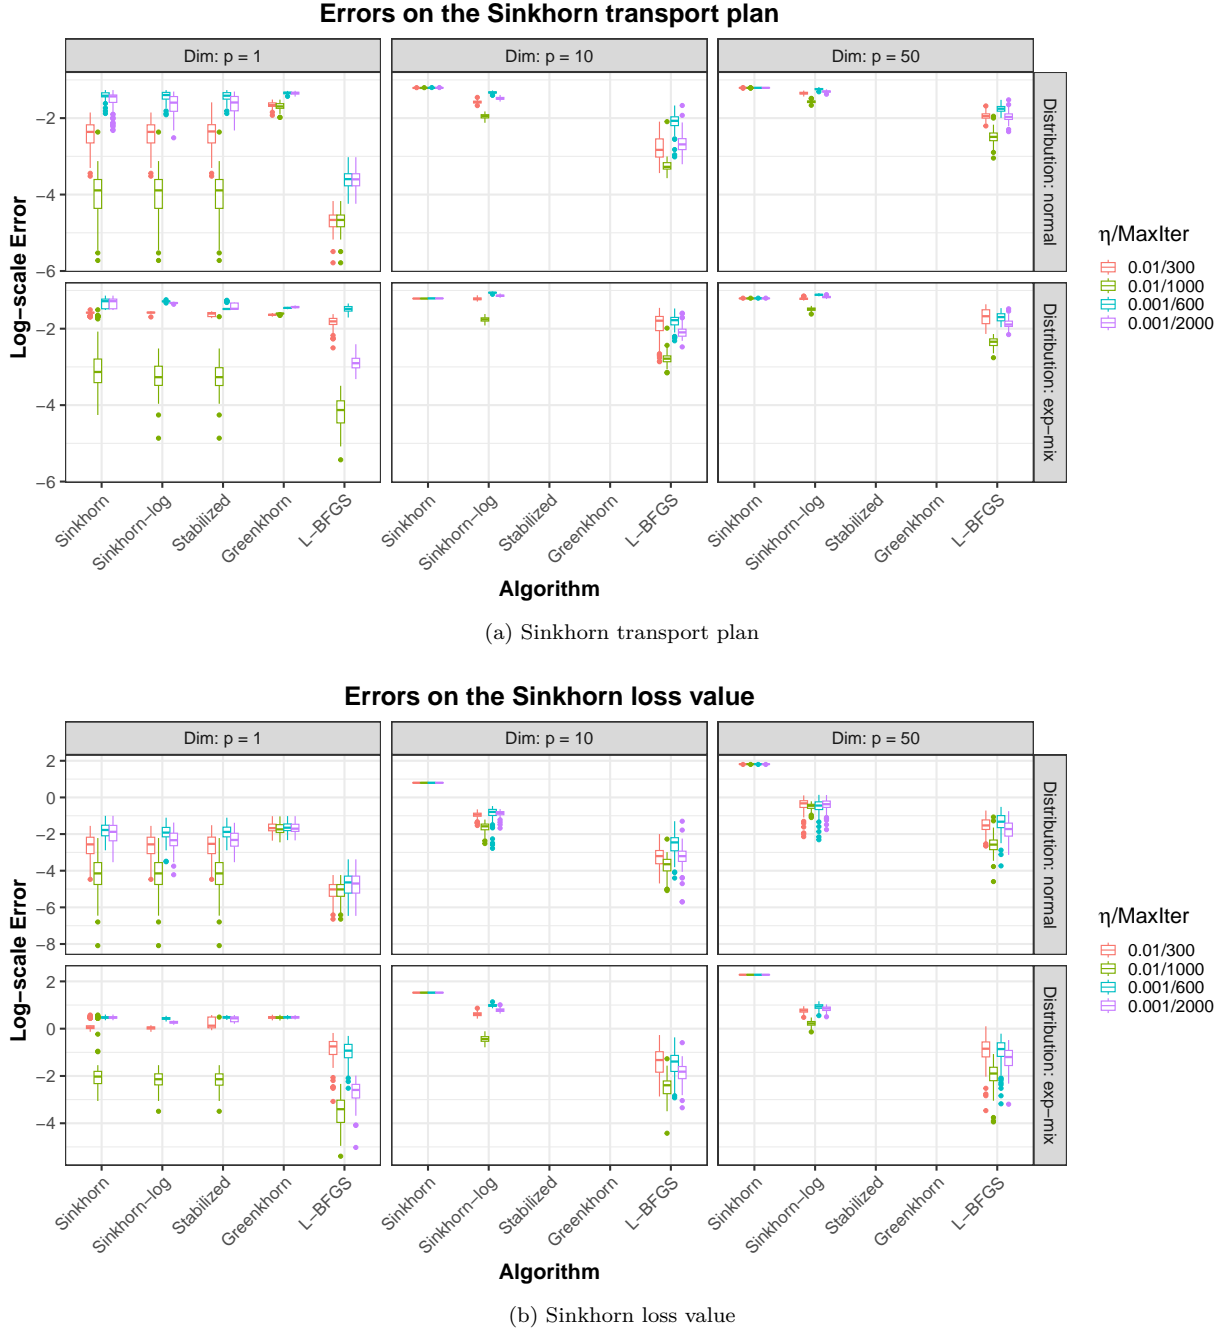 Errors on the Sinkhorn transport plan
Dim: p = 1
Dim: p = 10
Dim: p = 50
−2
−4
−6
−2
−4
−6
Log−scale Error
Distribution: normal
Distribution: exp−mix
η/MaxIter
0.01/300
0.01/1000
0.001/600
0.001/2000
Sinkhorn
Sinkhorn−log
Stabilized
Greenkhorn
L−BFGS
Sinkhorn
Sinkhorn−log
Stabilized
Greenkhorn
L−BFGS
Sinkhorn
Sinkhorn−log
Stabilized
Greenkhorn
L−BFGS
Algorithm
(a) Sinkhorn transport plan
Errors on the Sinkhorn loss value
Dim: p = 1
Dim: p = 10
Dim: p = 50
2
0
−2
−4
−6
−8
2
0
−2
−4
Log−scale Error
Distribution: normal
Distribution: exp−mix
η/MaxIter
0.01/300
0.01/1000
0.001/600
0.001/2000
Sinkhorn
Sinkhorn−log
Stabilized
Greenkhorn
L−BFGS
Sinkhorn
Sinkhorn−log
Stabilized
Greenkhorn
L−BFGS
Sinkhorn
Sinkhorn−log
Stabilized
Greenkhorn
L−BFGS
Algorithm
(b) Sinkhorn loss value